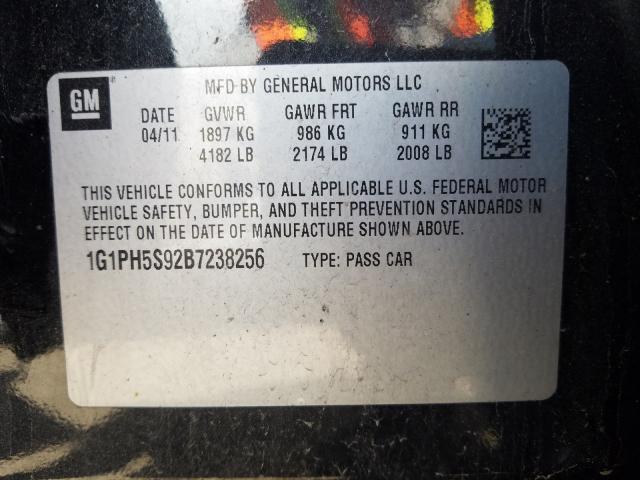 GM
MFD BY GENERAL MOTORS LLC
DATE GVWR GAWR FRT GAWR RR
04/11 1897 KG 986 KG 911 KG
4182 LB 2174 LB 2008 LB
THIS VEHICLE CONFORMS TO ALL APPLICABLE U.S. FEDERAL MOTOR
VEHICLE SAFETY, BUMPER, AND THEFT PREVENTION STANDARDS IN
EFFECT ON THE DATE OF MANUFACTURE SHOWN ABOVE.
1G1PH5S92B7238256 TYPE: PASS CAR